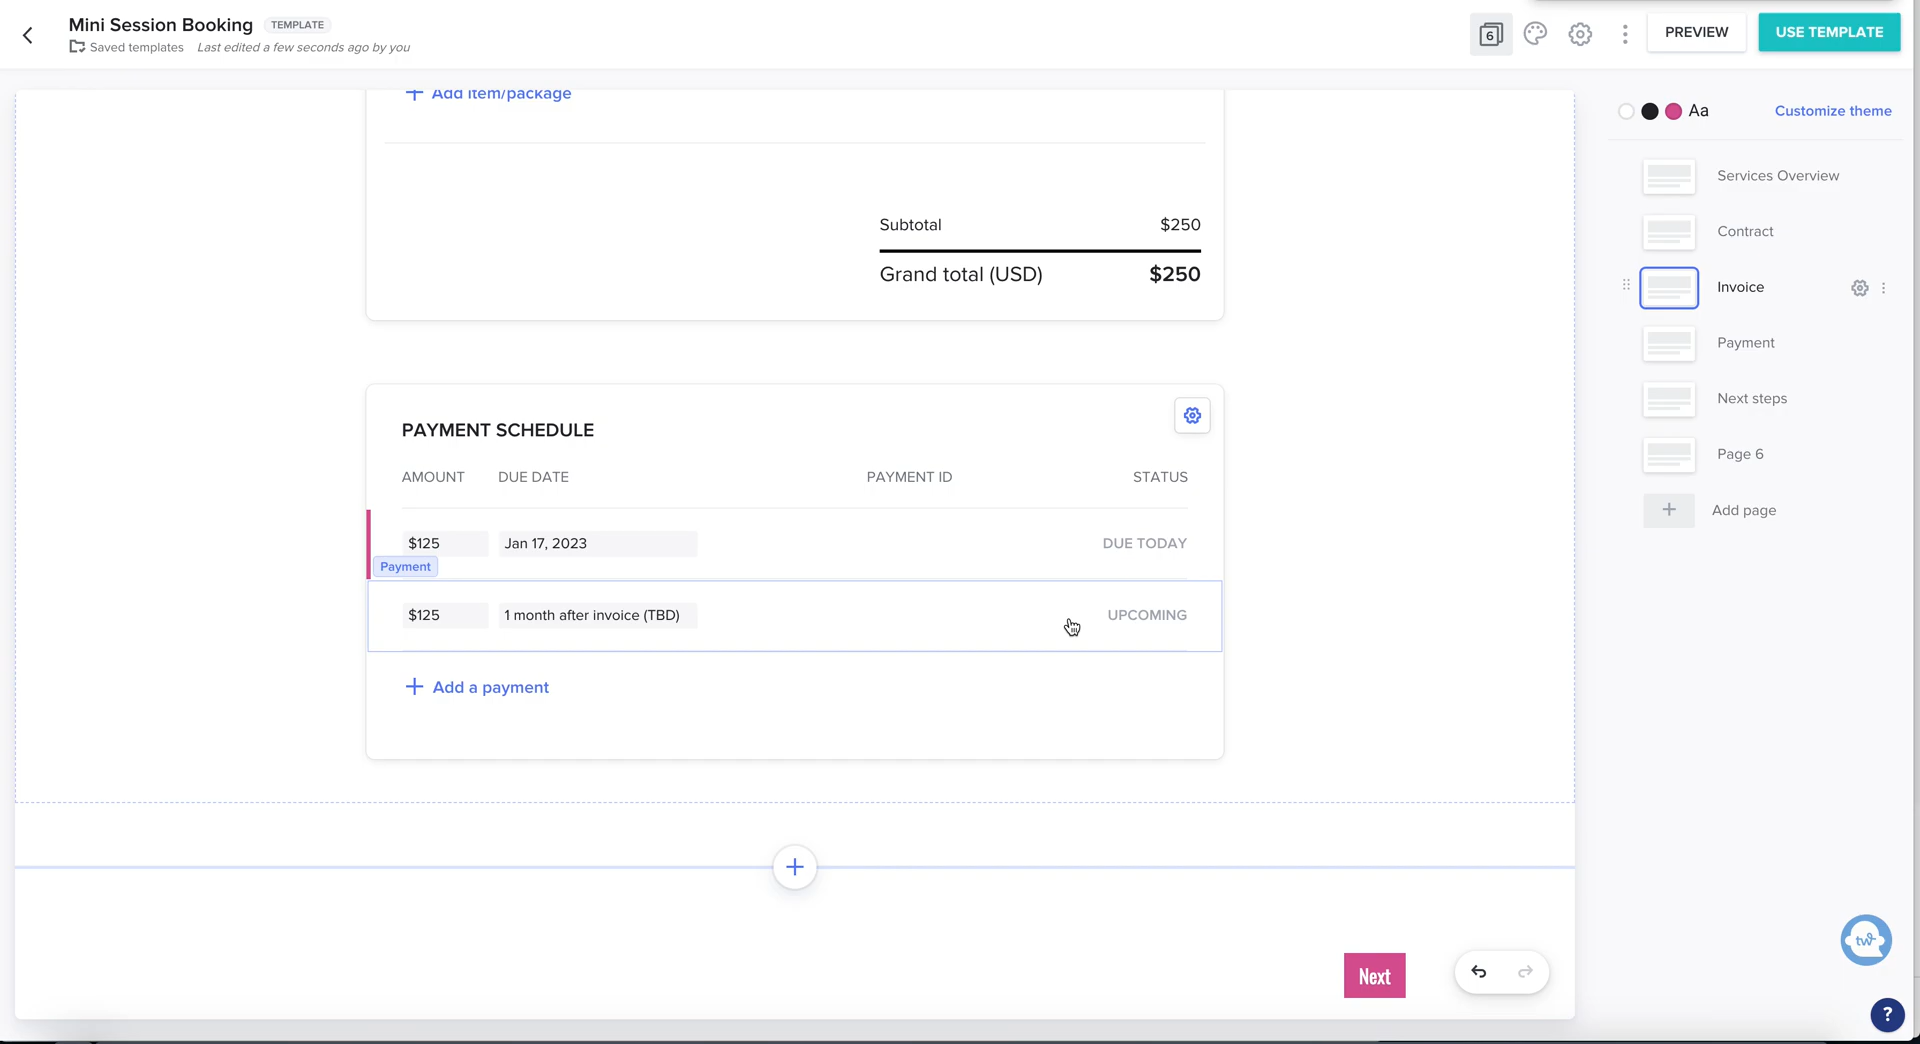 Mini Session Booking TEMPLATE
Saved templates Last edited a few seconds ago by you
6
PREVIEW
USE TEMPLATE
Add item/package
Subtotal $250
Grand total (USD) $250
PAYMENT SCHEDULE
AMOUNT DUE DATE PAYMENT ID STATUS
$125 Jan 17, 2023 DUE TODAY
Payment
$125 1 month after invoice (TBD) UPCOMING
Add a payment
Next
Aa Customize theme
Services Overview
Contract
Invoice
Payment
Next steps
Page 6
Add page
tw
?